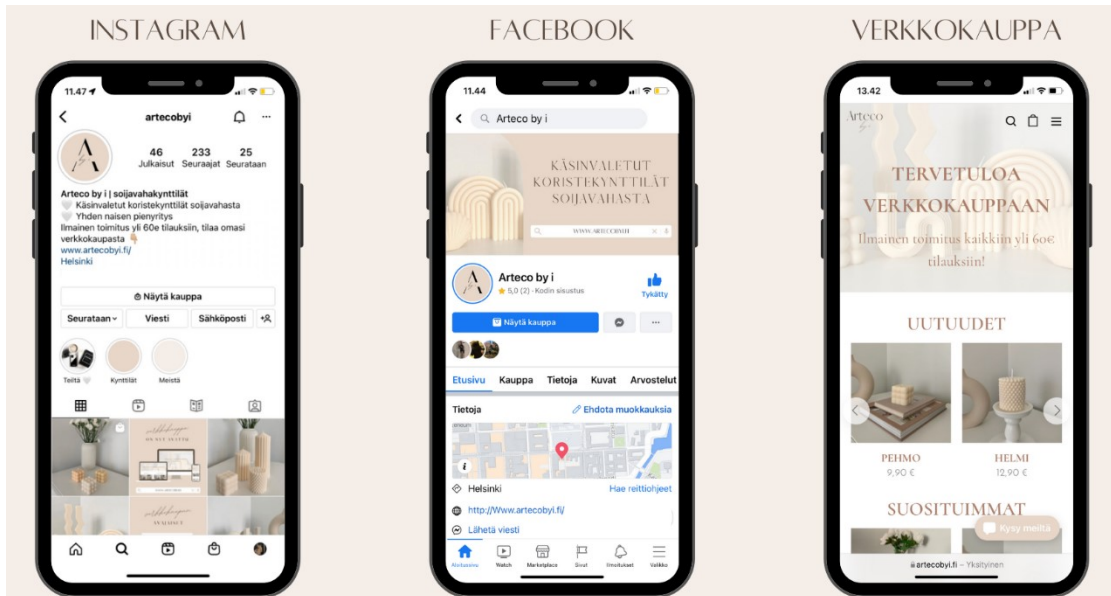 INSTAGRAM
11.47
artecobyi
46
233
25
Julkaisut
Seuraajat
Seurataan
Arteco by i | soijavahakynttilät
Käsinvaletut koristekynttilät soijavahasta
Yhden naisen pienyritys
Ilmainen toimitus yli 60e tilauksiin, tilaa omasi
verkkokaupasta
www.artecobyi.fi/
Helsinki
Näytä kauppa
Seurataan
Viesti
Sähköposti
Teiltä
Kynttilät
Meistä
FACEBOOK
11.44
Arteco by i
KÄSINVALETUT
KORISTEKYNTTILÄT
SOIJAVAHASTA
WWW.ARTECOBYI.FI
Arteco by i
5,0 (2) · Kodin sisustus
Tykätty
Näytä kauppa
Etusivu
Kauppa
Tietoja
Kuvat
Arvostelut
Tietoja
Ehdota muokkauksia
Helsinki
Hae reittiohjeet
http://Www.artecobyi.fi/
Lähetä viesti
Watch
Marketplace
Sivut
Ilmoitukset
Valikko
VERKKOKAUPPA
13.42
Arteco
by i
TERVETULOA
VERKKOKAUPPAAN
Ilmainen toimitus kaikkiin yli 60€
tilauksiin!
UUTUUDET
PEHMO
9,90 €
HELMI
12,90 €
SUOSITUIMMAT
Kysy meiltä
artecobyi.fi – Yksityinen